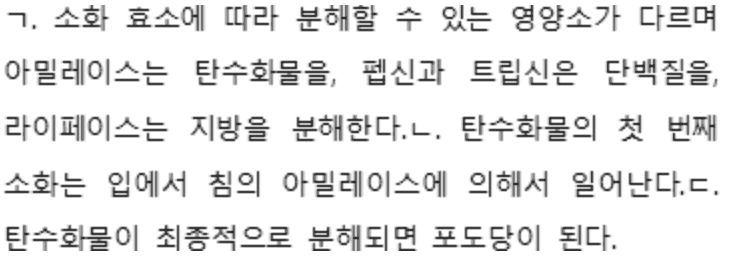 ㄱ. 소화 효소에 따라 분해할 수 있는 영양소가 다르며
아밀레이스는 탄수화물을, 펩신과 트립신은 단백질을,
라이페이스는 지방을 분해한다.ㄴ. 탄수화물의 첫 번째
소화는 입에서 침의 아밀레이스에 의해서 일어난다.ㄷ.
탄수화물이 최종적으로 분해되면 포도당이 된다.